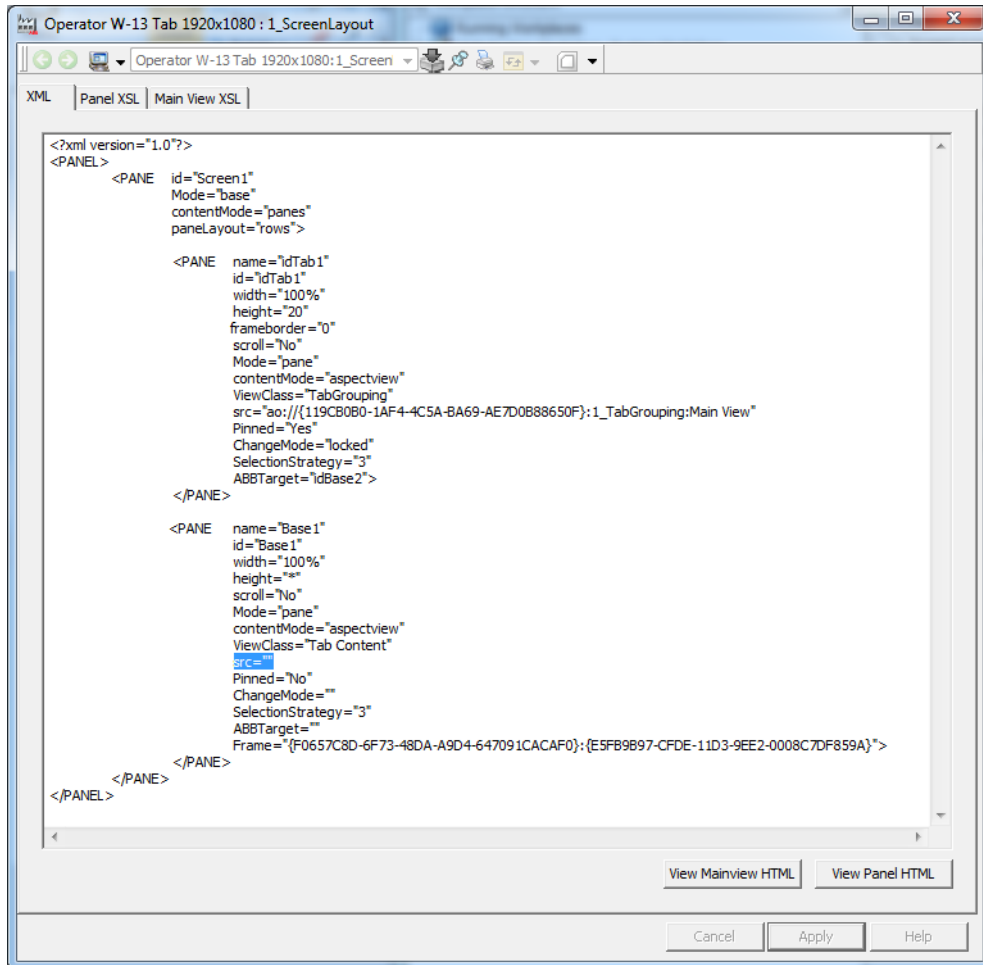 Operator W-13 Tab 1920x1080 : 1_ScreenLayout
Operator W-13 Tab 1920x1080:1_Screen
XML Panel XSL Main View XSL
<?xml version="1.0"?>
<PANEL>
<PANE id="Screen1"
Mode="base"
contentMode="panes"
paneLayout="rows">
<PANE name="idTab1"
id="idTab1"
width="100%"
height="20"
frameborder="0"
scroll="No"
Mode="pane"
contentMode="aspectview"
ViewClass="TabGrouping"
src="ao://{119CB0B0-1AF4-4C5A-BA69-AE7D0B88650F}:1_TabGrouping:Main View"
Pinned="Yes"
ChangeMode="locked"
SelectionStrategy="3"
ABBTarget="idBase2">
</PANE>
<PANE name="Base1"
id="Base1"
width="100%"
height="*"
scroll="No"
Mode="pane"
contentMode="aspectview"
ViewClass="Tab Content"
src=""
Pinned="No"
ChangeMode=""
SelectionStrategy="3"
ABBTarget=""
Frame="{F0657C8D-6F73-48DA-A9D4-647091CACAF0}:{E5FB9B97-CFDE-11D3-9EE2-0008C7DF859A}">
</PANE>
</PANE>
</PANEL>
View Mainview HTML View Panel HTML
Cancel Apply Help